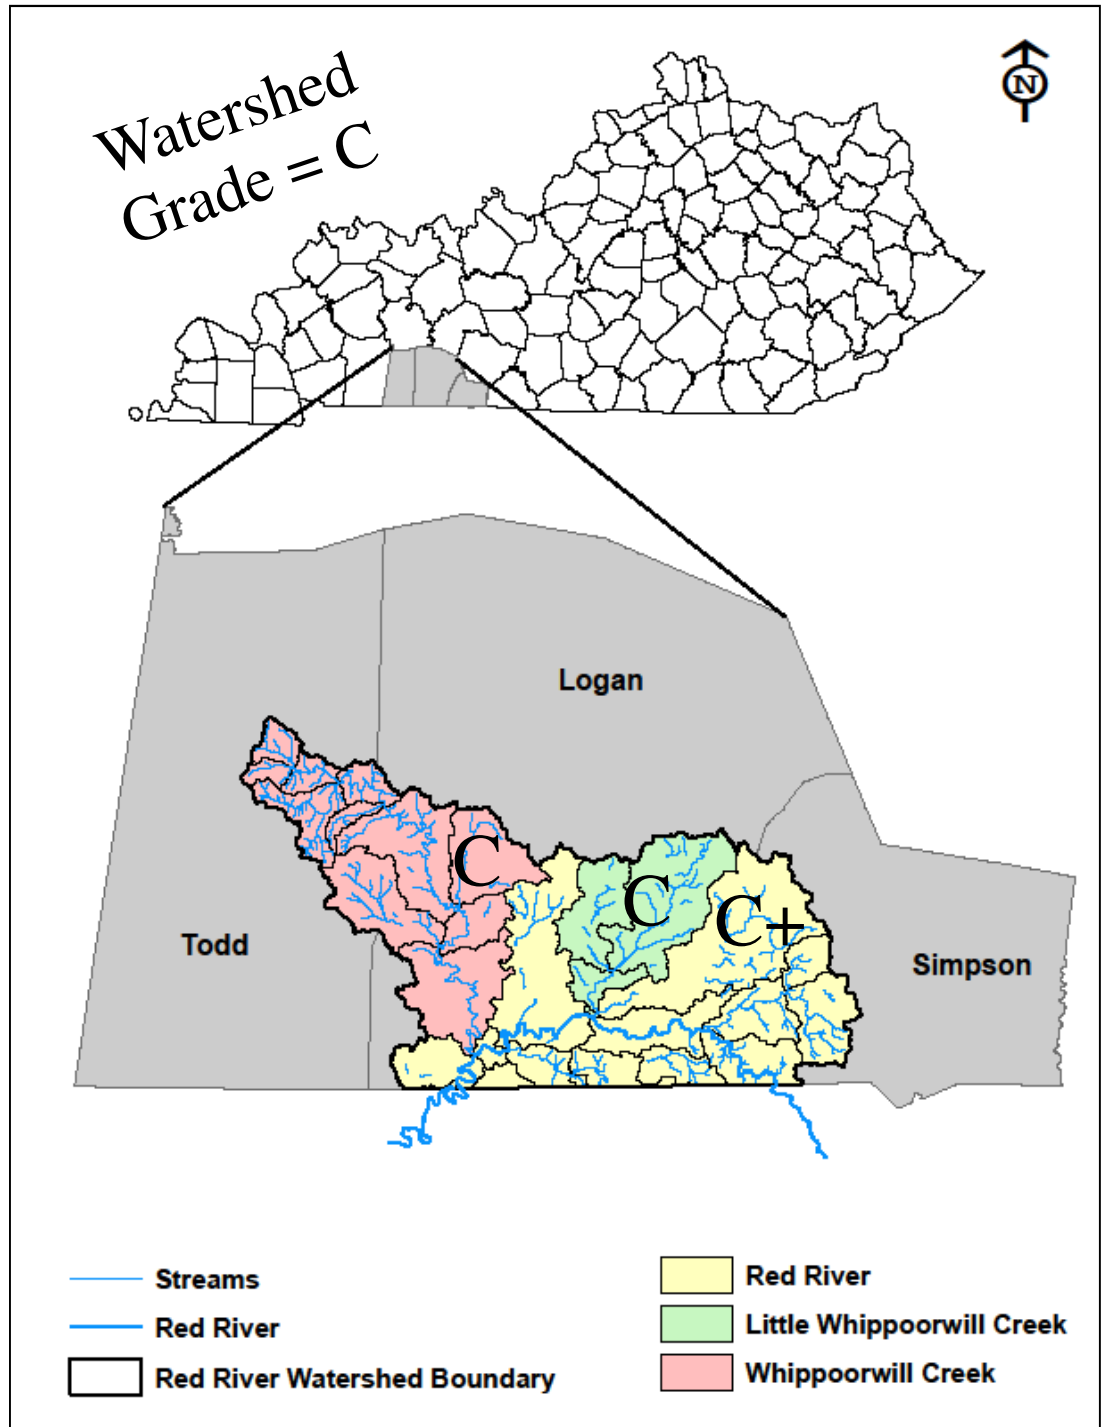 Watershed
Grade = C
N
Logan
C
C
C+
Todd
Simpson
Streams
Red River
Red River Watershed Boundary
Red River
Little Whippoorwill Creek
Whippoorwill Creek